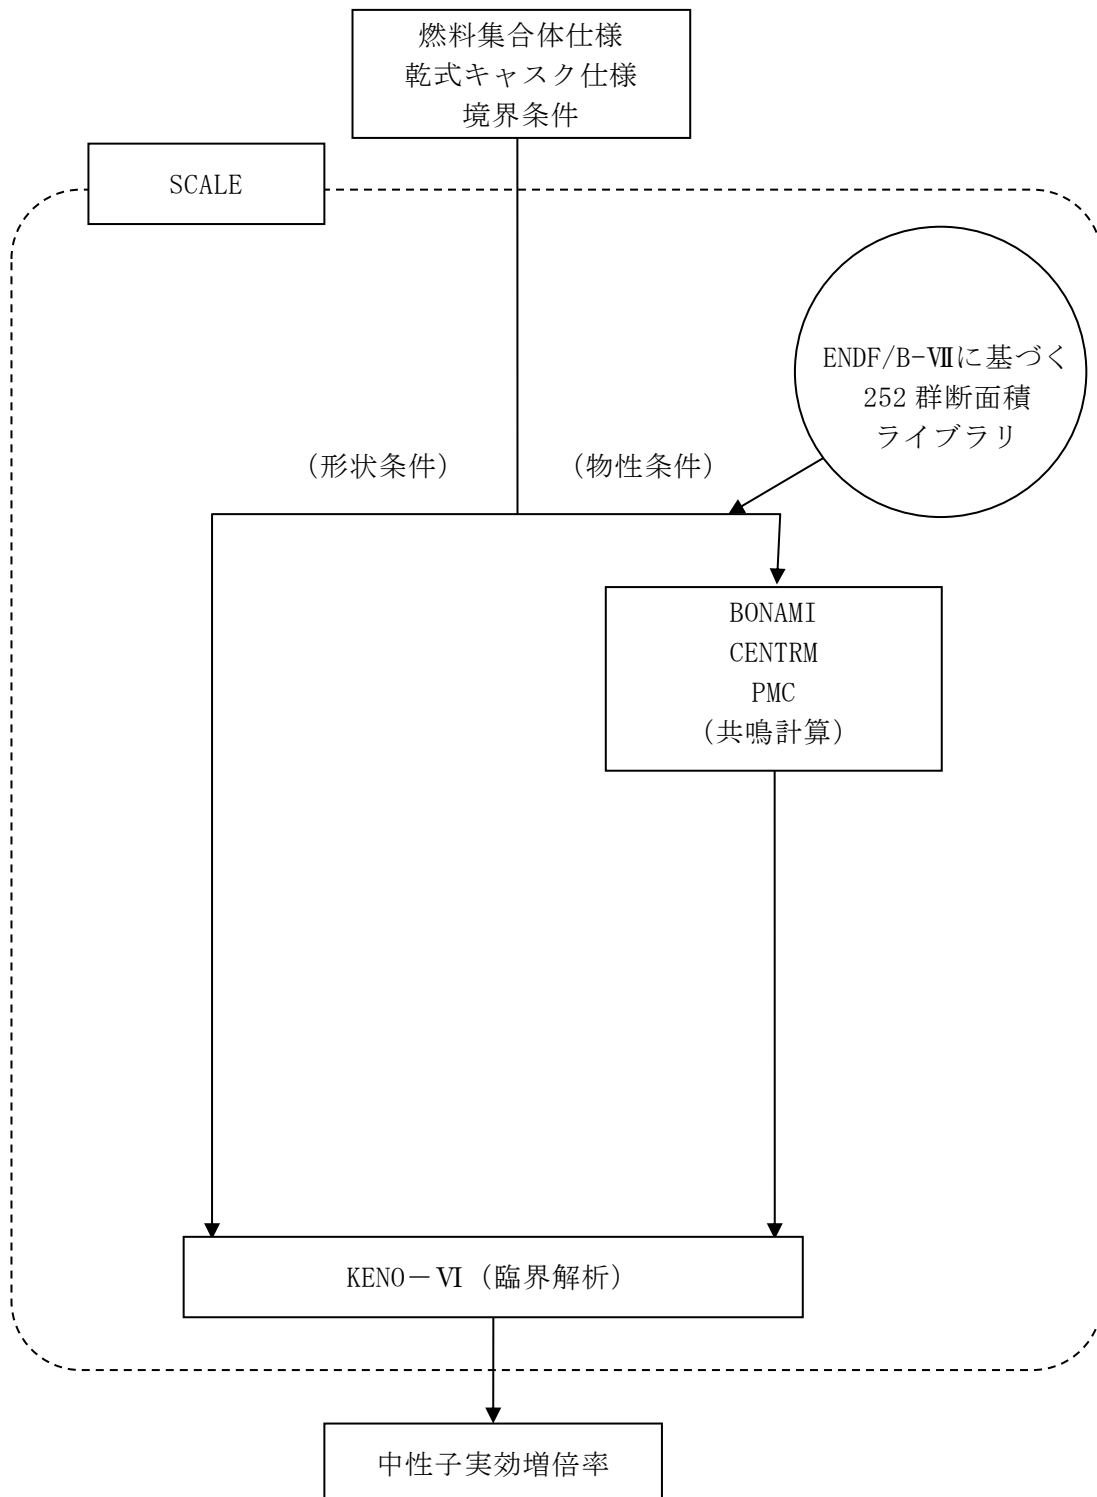 燃料集合体仕様
乾式キャスク仕様
境界条件
SCALE
ENDF/B-Ⅶに基づく
252 群断面積
ライブラリ
（形状条件）
（物性条件）
BONAMI
CENTRM
PMC
（共鳴計算）
KENO－Ⅵ（臨界解析）
中性子実効増倍率